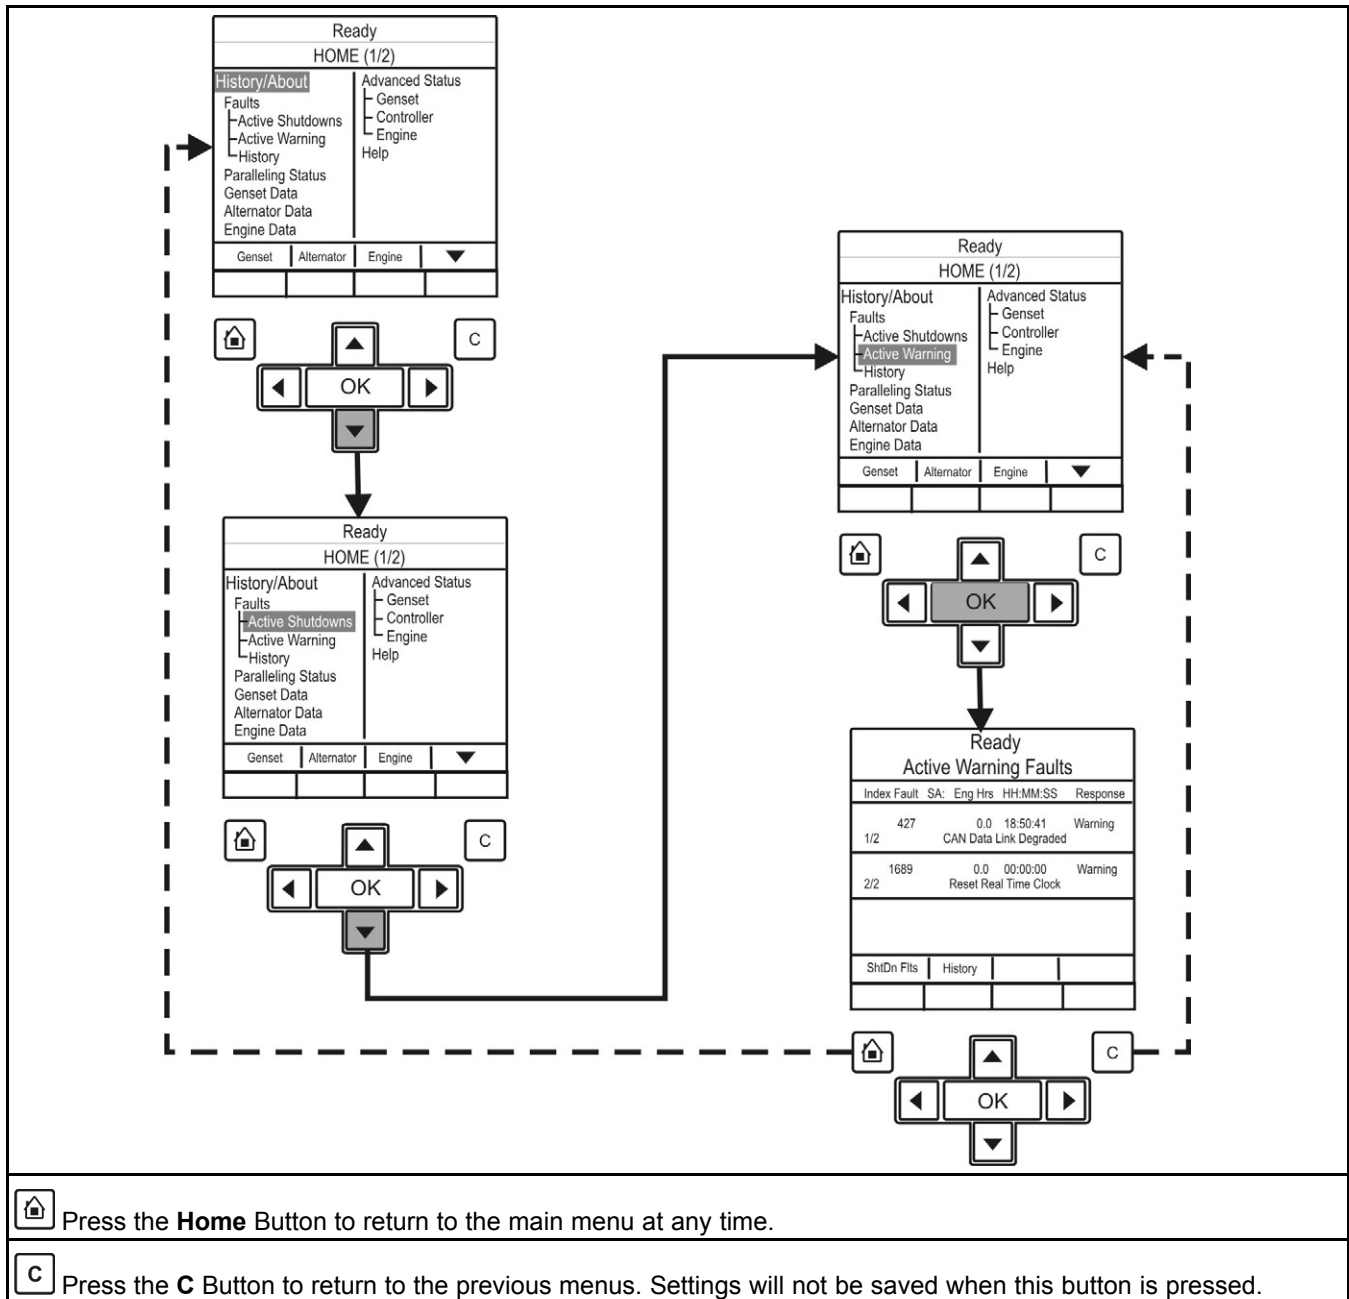 Ready
HOME (1/2)
History/About
Faults
Active Shutdowns
Active Warning
History
Paralleling Status
Genset Data
Alternator Data
Engine Data
Advanced Status
Genset
Controller
Engine
Help
Genset Alternator Engine
C
OK
Ready
HOME (1/2)
History/About
Faults
Active Shutdowns
Active Warning
History
Paralleling Status
Genset Data
Alternator Data
Engine Data
Advanced Status
Genset
Controller
Engine
Help
Genset Alternator Engine
C
OK
Ready
HOME (1/2)
History/About
Faults
Active Shutdowns
Active Warning
History
Paralleling Status
Genset Data
Alternator Data
Engine Data
Advanced Status
Genset
Controller
Engine
Help
Genset Alternator Engine
C
OK
Ready
Active Warning Faults
Index Fault SA: Eng Hrs HH:MM:SS Response
427 0.0 18:50:41 Warning
1/2 CAN Data Link Degraded
1689 0.0 00:00:00 Warning
2/2 Reset Real Time Clock
ShtDn Flts History
C
OK
Press the Home Button to return to the main menu at any time.
C Press the C Button to return to the previous menus. Settings will not be saved when this button is pressed.